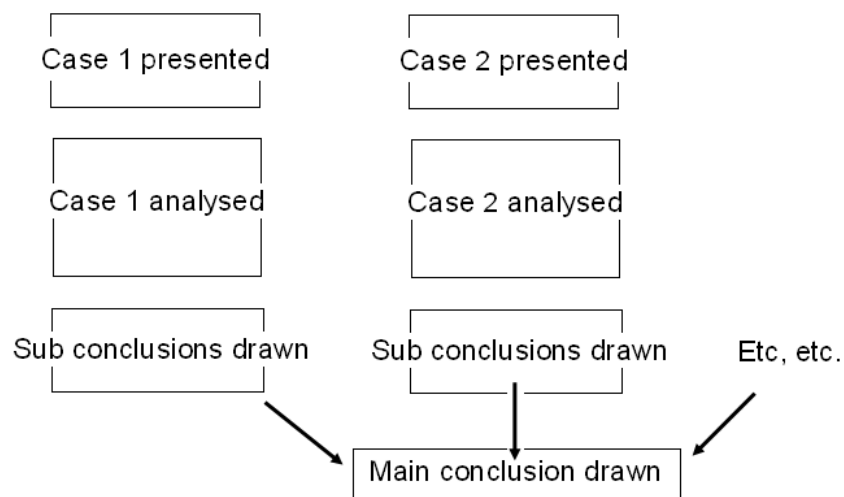 Case 1 presented
Case 2 presented
Case 1 analysed
Case 2 analysed
Sub conclusions drawn
Sub conclusions drawn
Etc, etc.
Main conclusion drawn